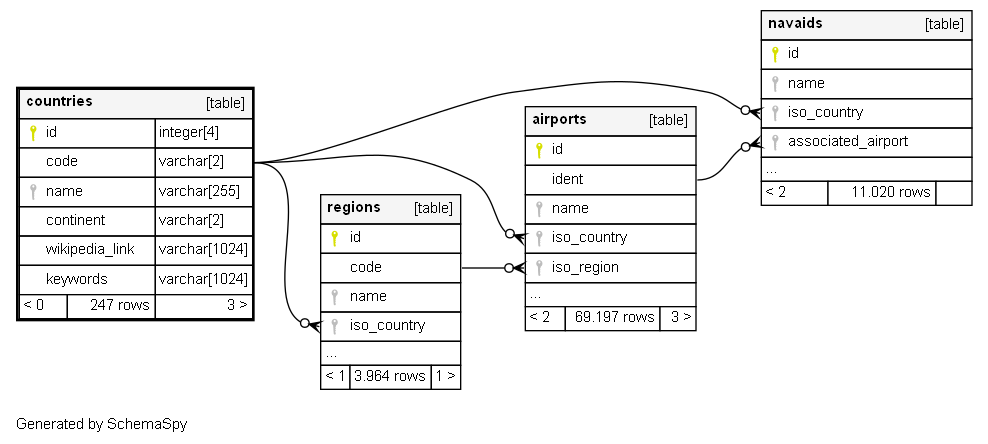 countries [table]
id integer[4]
code varchar[2]
name varchar[255]
continent varchar[2]
wikipedia_link varchar[1024]
keywords varchar[1024]
< 0 247 rows 3 >
regions [table]
id
code
name
iso_country
...
< 1 3.964 rows 1 >
airports [table]
id
ident
name
iso_country
iso_region
...
< 2 69.197 rows 3 >
navaids [table]
id
name
iso_country
associated_airport
...
< 2 11.020 rows
Generated by SchemaSpy